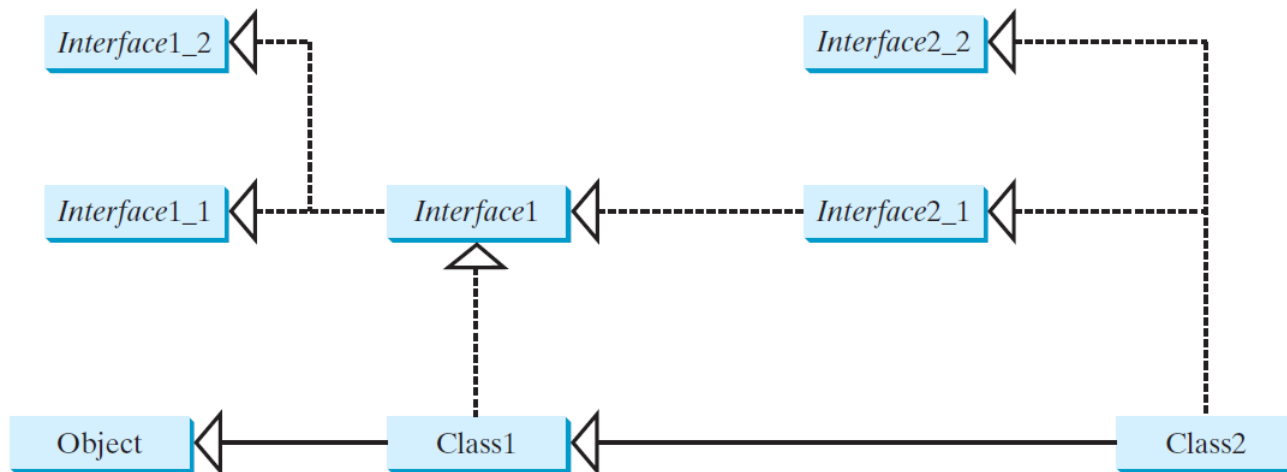 Interface1_2
Interface2_2
Interface1_1
Interface1
Interface2_1
Object
Class1
Class2